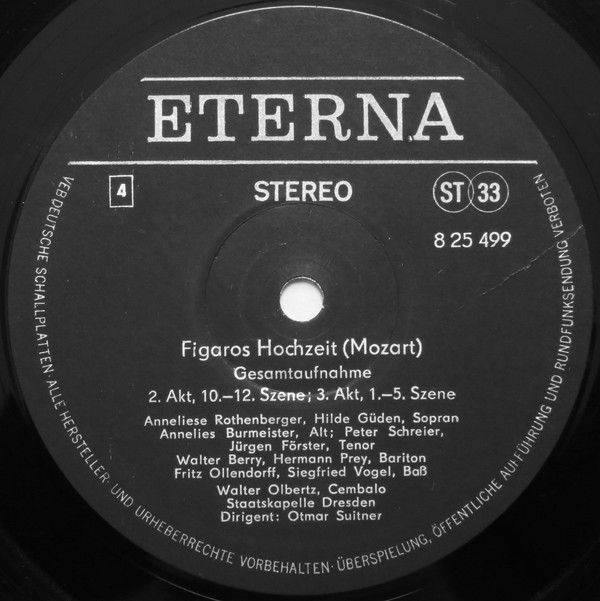 ETERNA
4 STEREO ST 33
8 25 499
Figaros Hochzeit (Mozart)
Gesamtaufnahme
2. Akt, 10.– 12. Szene; 3. Akt, 1.–5. Szene
Anneliese Rothenberger, Hilde Güden, Sopran
Annelies Burmeister, Alt; Peter Schreier,
Jürgen Förster, Tenor
Walter Berry, Hermann Prey, Bariton
Fritz Ollendorff, Siegfried Vogel, Baß
Walter Olbertz, Cembalo
Staatskapelle Dresden
Dirigent: Otmar Suitner
VEB DEUTSCHE SCHALLPLATTEN · ALLE HERSTELLER- UND URHEBERRECHTE VORBEHALTEN · ÜBERSPIELUNG, ÖFFENTLICHE AUFFÜHRUNG UND RUNDFUNKSENDUNG VERBOTEN